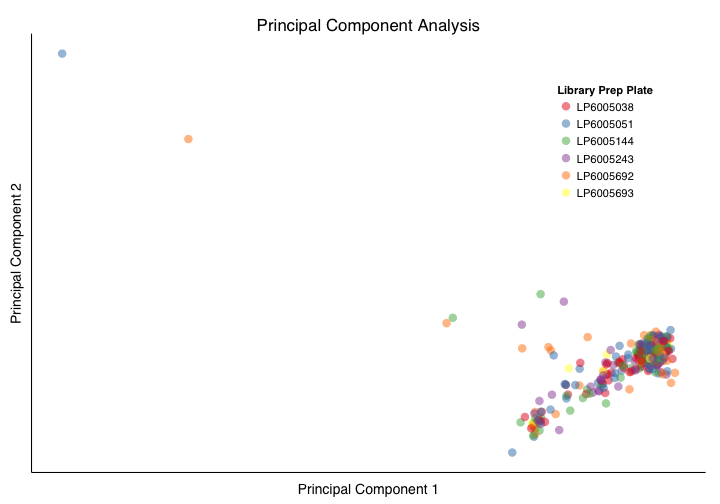 Principal Component Analysis
Library Prep Plate
LP6005038
LP6005051
LP6005144
LP6005243
LP6005692
LP6005693
Principal Component 2
Principal Component 1